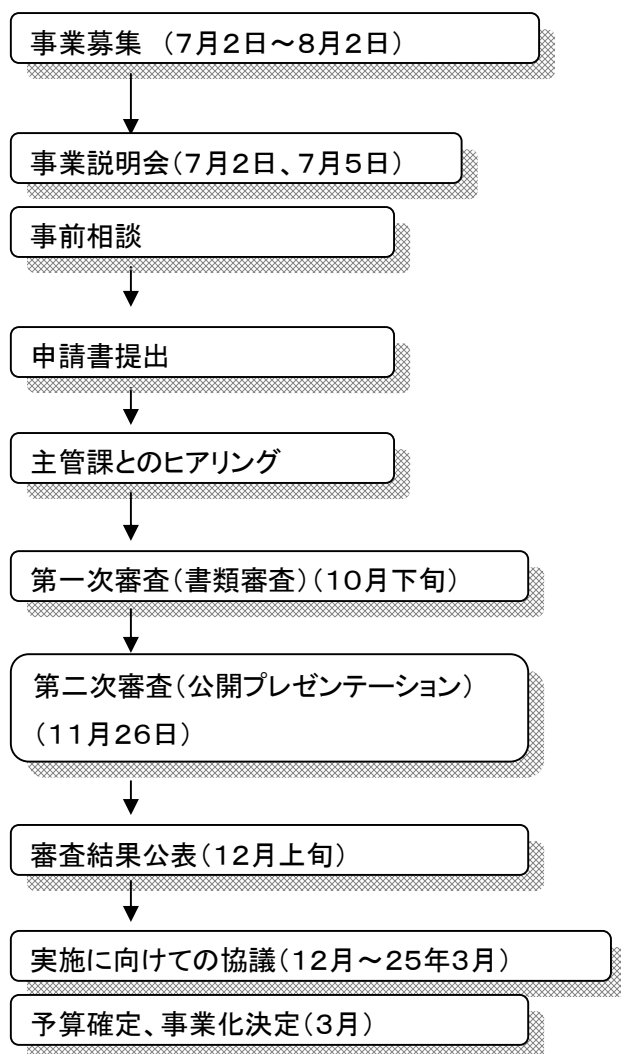 事業募集　（７月２日～８月２日）
事業説明会（７月２日、７月５日）
事前相談
申請書提出
主管課とのヒアリング
第一次審査（書類審査）（１０月下旬）
第二次審査（公開プレゼンテーション）
（１１月２６日）
審査結果公表（１２月上旬）
実施に向けての協議（１２月～２５年３月）
予算確定、事業化決定（３月）